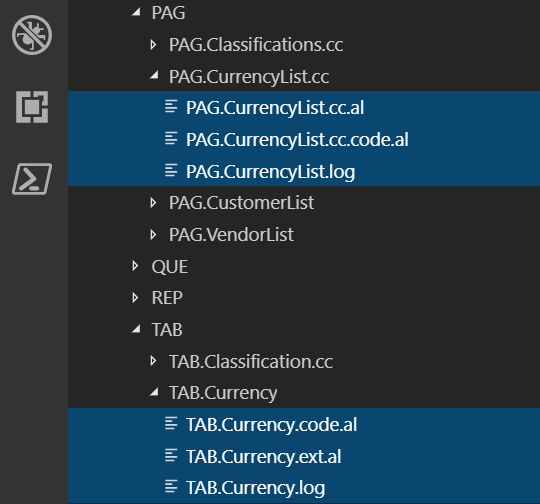 PAG
PAG.Classifications.cc
PAG.CurrencyList.cc
PAG.CurrencyList.cc.al
PAG.CurrencyList.cc.code.al
PAG.CurrencyList.log
PAG.CustomerList
PAG.VendorList
QUE
REP
TAB
TAB.Classification.cc
TAB.Currency
TAB.Currency.code.al
TAB.Currency.ext.al
TAB.Currency.log